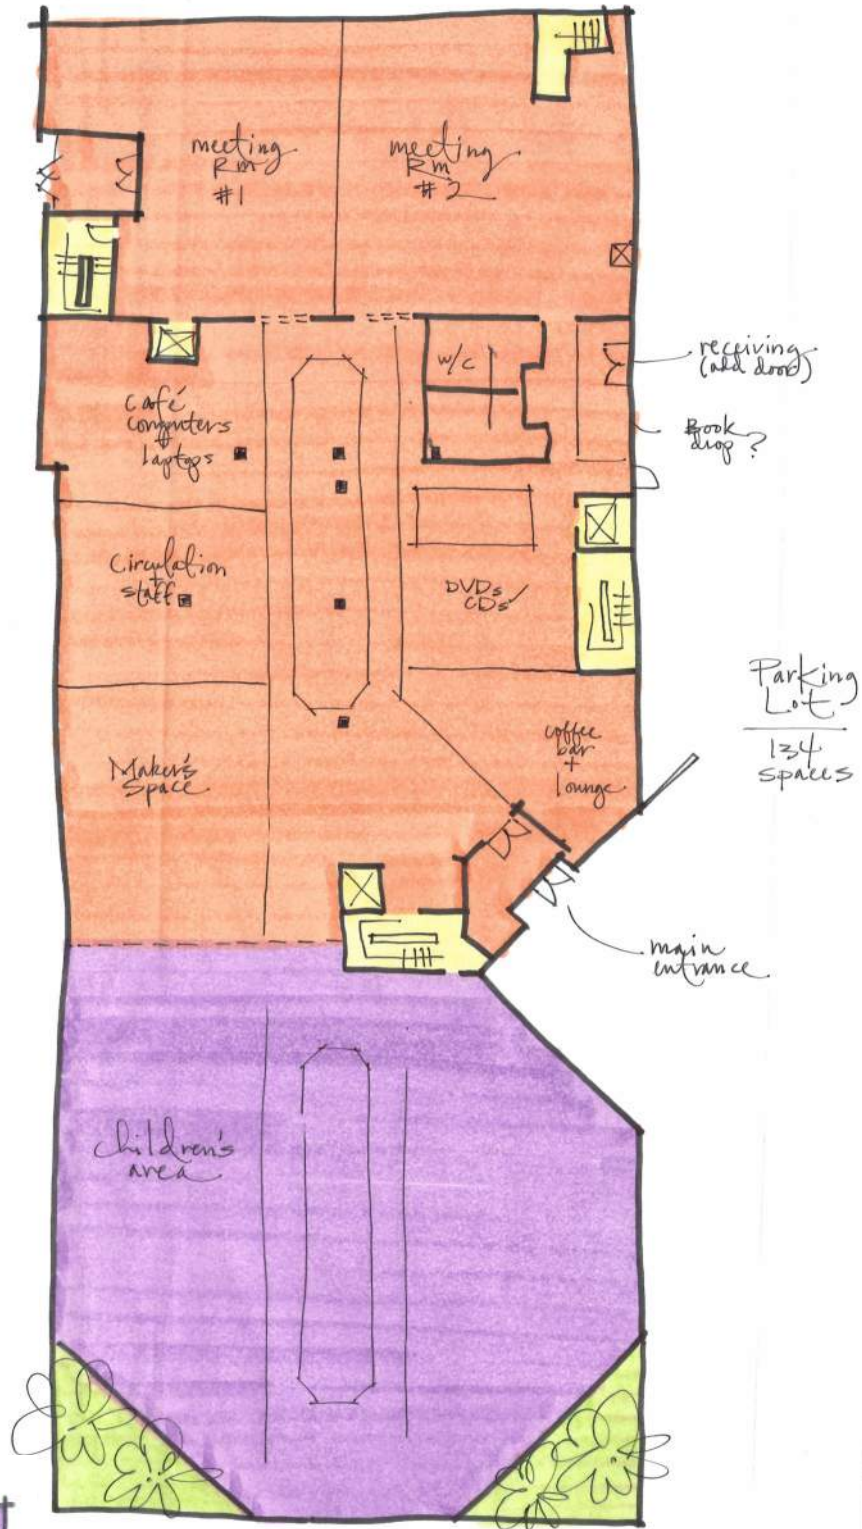 meeting
Rm
#1
meeting
Rm
#2
receiving
(add door)
w/c
Café
computers
+
laptops
Book
drop?
Circulation
+
staff
DVDs
CDs
Parking
Lot
134
spaces
coffee
bar
+
lounge
Maker's
Space
main
entrance
Children's
area